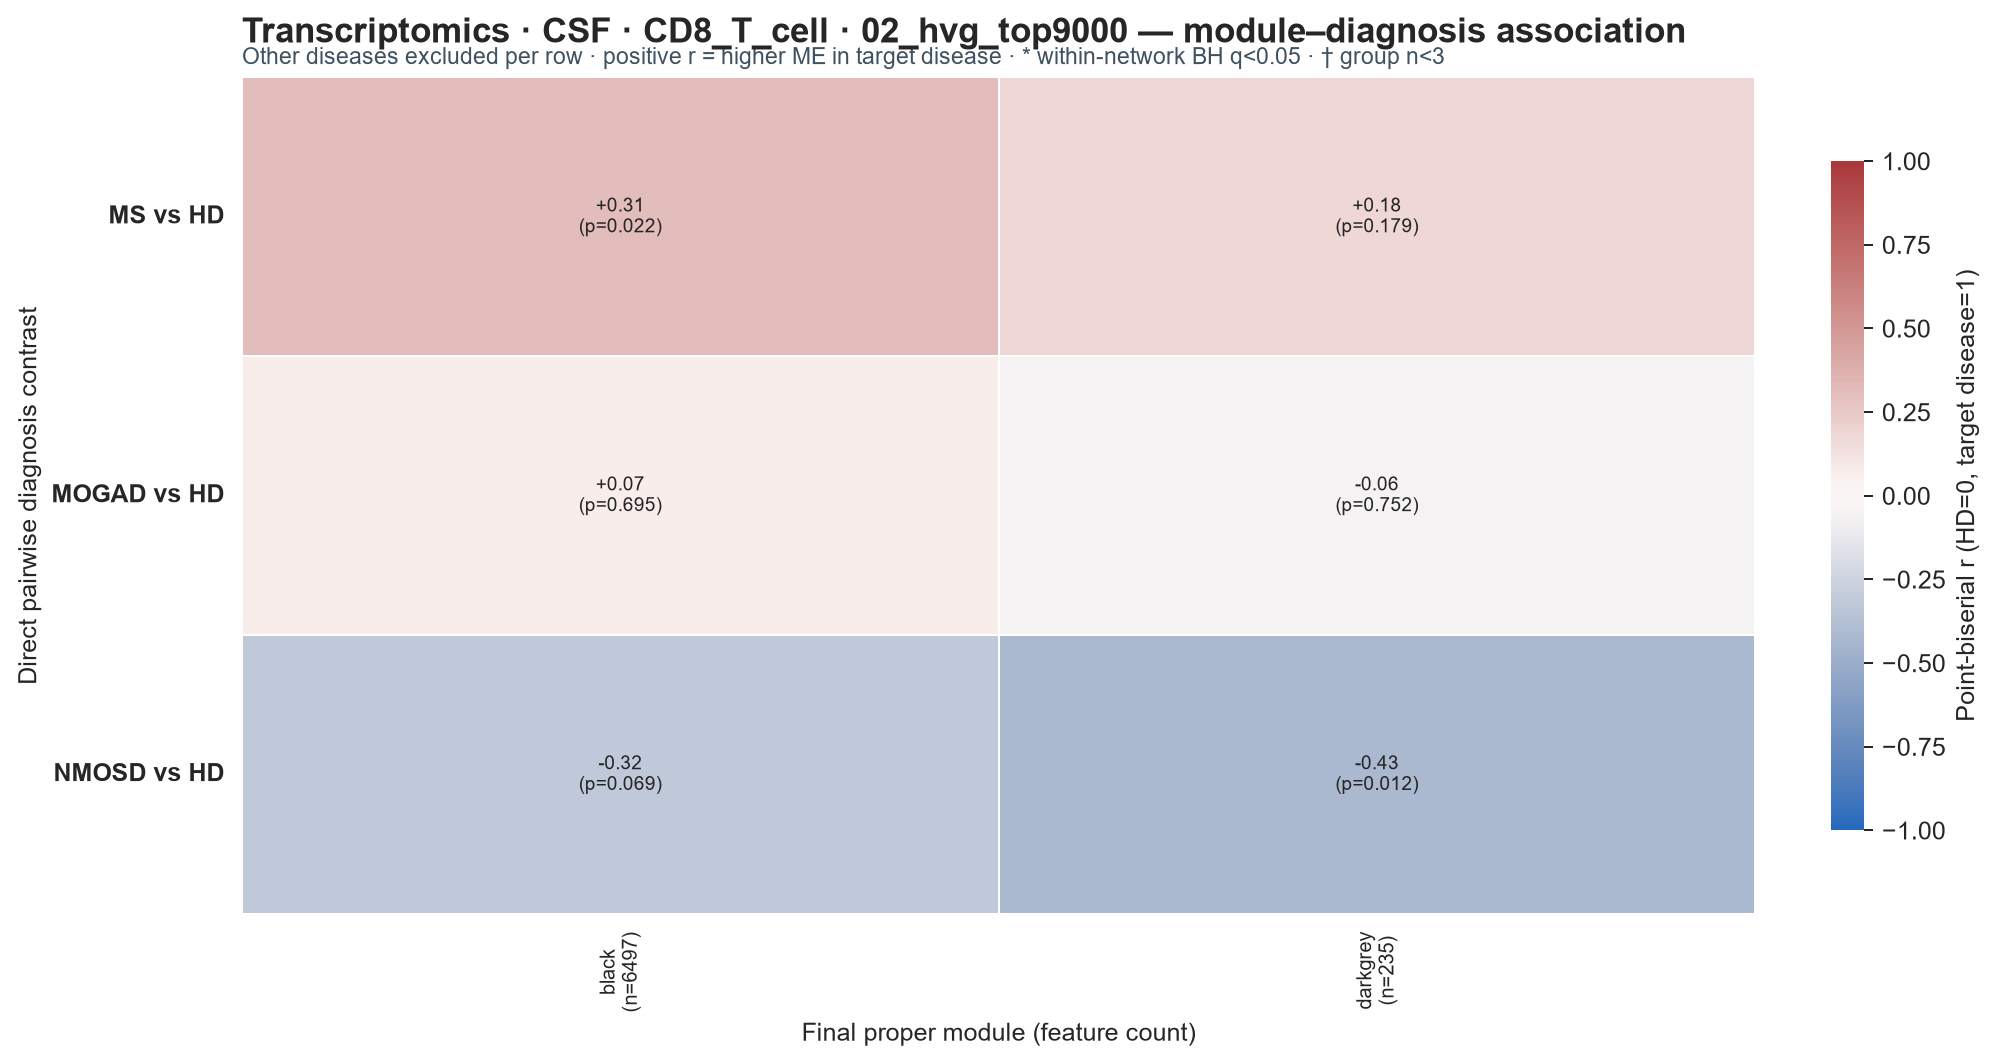 Transcriptomics · CSF · CD8_T_cell · 02_hvg_top9000 — module–diagnosis association
Other diseases excluded per row · positive r = higher ME in target disease · * within-network BH q<0.05 · † group n<3
Direct pairwise diagnosis contrast
MS vs HD
+0.31
(p=0.022)
+0.18
(p=0.179)
MOGAD vs HD
+0.07
(p=0.695)
-0.06
(p=0.752)
NMOSD vs HD
-0.32
(p=0.069)
-0.43
(p=0.012)
black
(n=6497)
darkgrey
(n=235)
Final proper module (feature count)
1.00
0.75
0.50
0.25
0.00
−0.25
−0.50
−0.75
−1.00
Point-biserial r (HD=0, target disease=1)